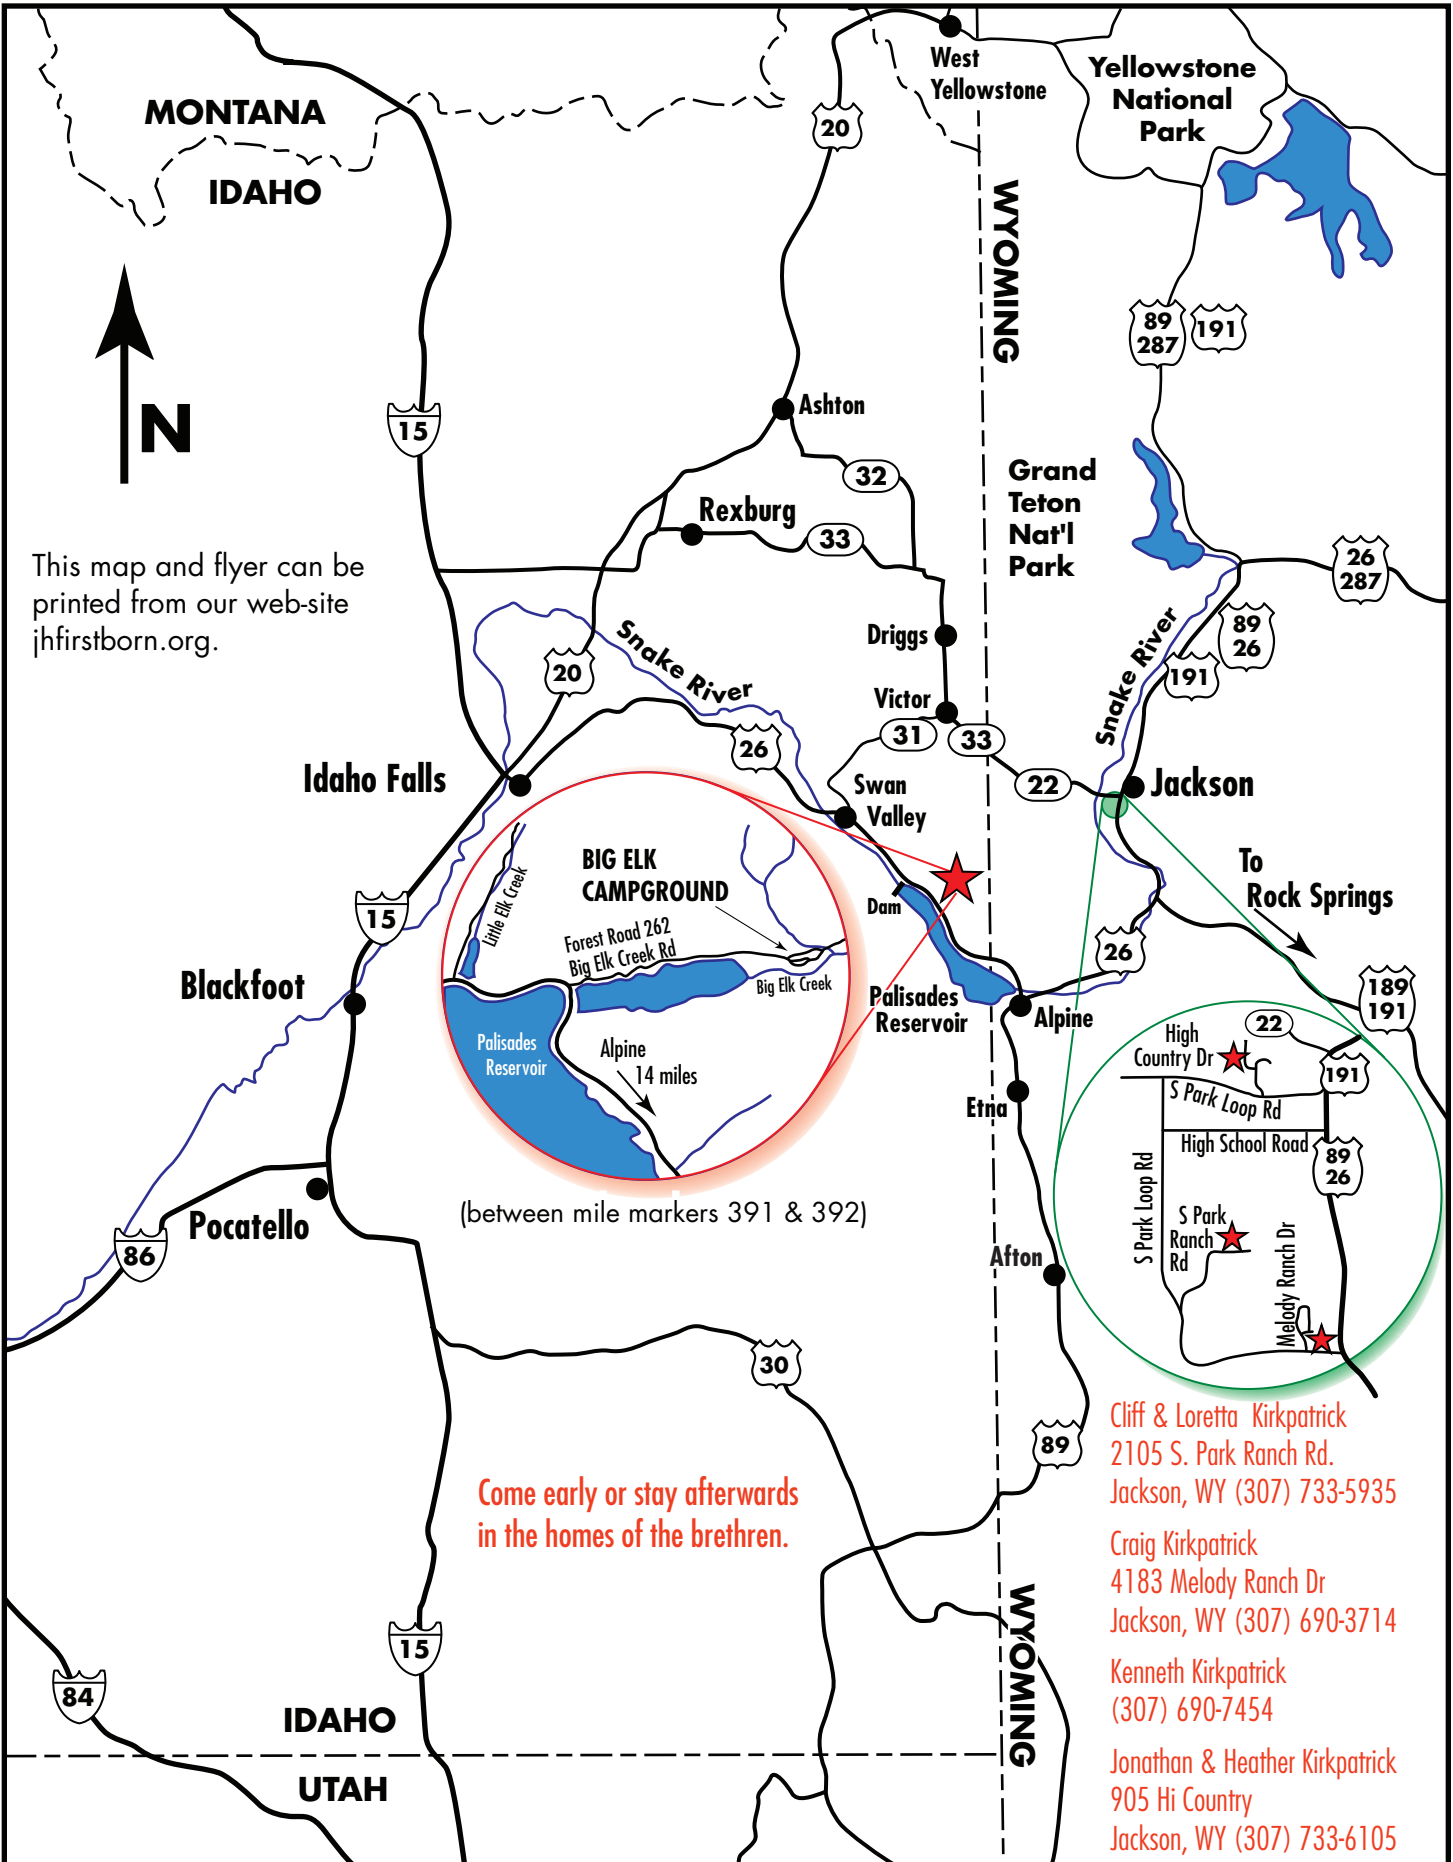 West
Yellowstone
Yellowstone
National
Park
MONTANA
IDAHO
20
WYOMING
89
287
191
N
15
Ashton
32
Grand
Teton
Nat'l
Park
Rexburg
33
26
287
This map and flyer can be
printed from our web-site
jhfirstborn.org.
Snake River
Driggs
Snake River
89
26
191
20
Victor
31
33
26
22
Idaho Falls
Swan
Valley
Jackson
BIG ELK
CAMPGROUND
Little Elk Creek
Forest Road 262
Big Elk Creek Rd
Big Elk Creek
Palisades
Reservoir
Alpine
14 miles
Dam
To
Rock Springs
15
26
Blackfoot
Palisades
Reservoir
Alpine
189
191
High
Country Dr
22
191
S Park Loop Rd
High School Road
89
26
S Park Loop Rd
S Park
Ranch
Rd
Melody Ranch Dr
Etna
(between mile markers 391 & 392)
Pocatello
86
Afton
30
89
Come early or stay afterwards
in the homes of the brethren.
Cliff & Loretta Kirkpatrick
2105 S. Park Ranch Rd.
Jackson, WY (307) 733-5935
Craig Kirkpatrick
4183 Melody Ranch Dr
Jackson, WY (307) 690-3714
Kenneth Kirkpatrick
(307) 690-7454
Jonathan & Heather Kirkpatrick
905 Hi Country
Jackson, WY (307) 733-6105
15
84
WYOMING
IDAHO
UTAH